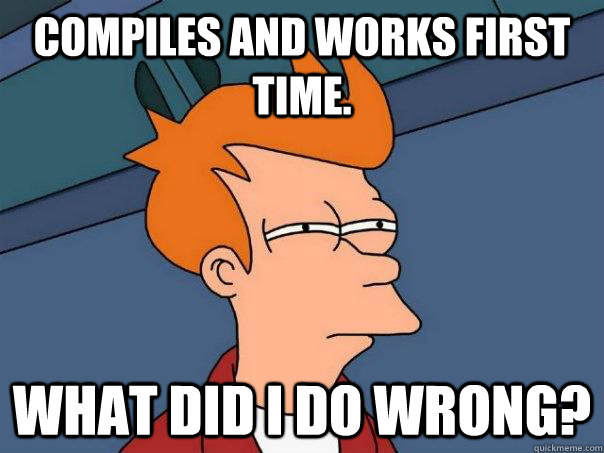 COMPILES AND WORKS FIRST
TIME.
WHAT DID I DO WRONG?
quickmeme.com